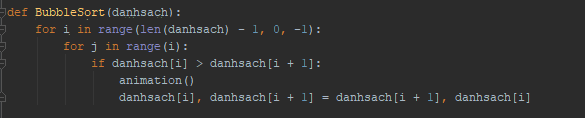 def BubbleSort(danhsach):
    for i in range(len(danhsach) - 1, 0, -1):
        for j in range(i):
            if danhsach[i] > danhsach[i + 1]:
                animation()
                danhsach[i], danhsach[i + 1] = danhsach[i + 1], danhsach[i]